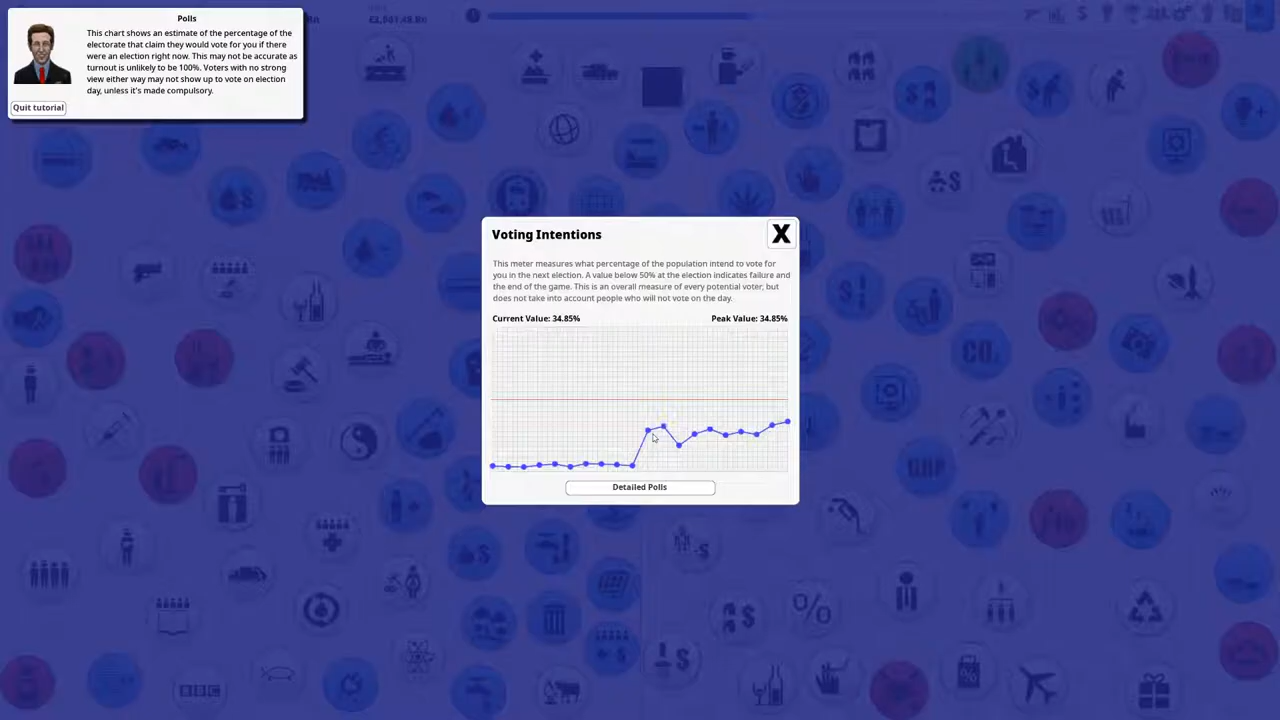 Polls
This chart shows an estimate of the percentage of the
electorate that claim they would vote for you if there
were an election right now. This may not be accurate as
turnout is unlikely to be 100%. Voters with no strong
view either way may not show up to vote on election
day, unless it's made compulsory.
Quit tutorial
Voting Intentions
X
This meter measures what percentage of the population intend to vote for
you in the next election. A value below 50% at the election indicates failure and
the end of the game. This is an overall measure of every potential voter, but
does not take into account people who will not vote on the day.
Current Value: 34.85%
Peak Value: 34.85%
Detailed Polls
CO₂
GDP
BBC